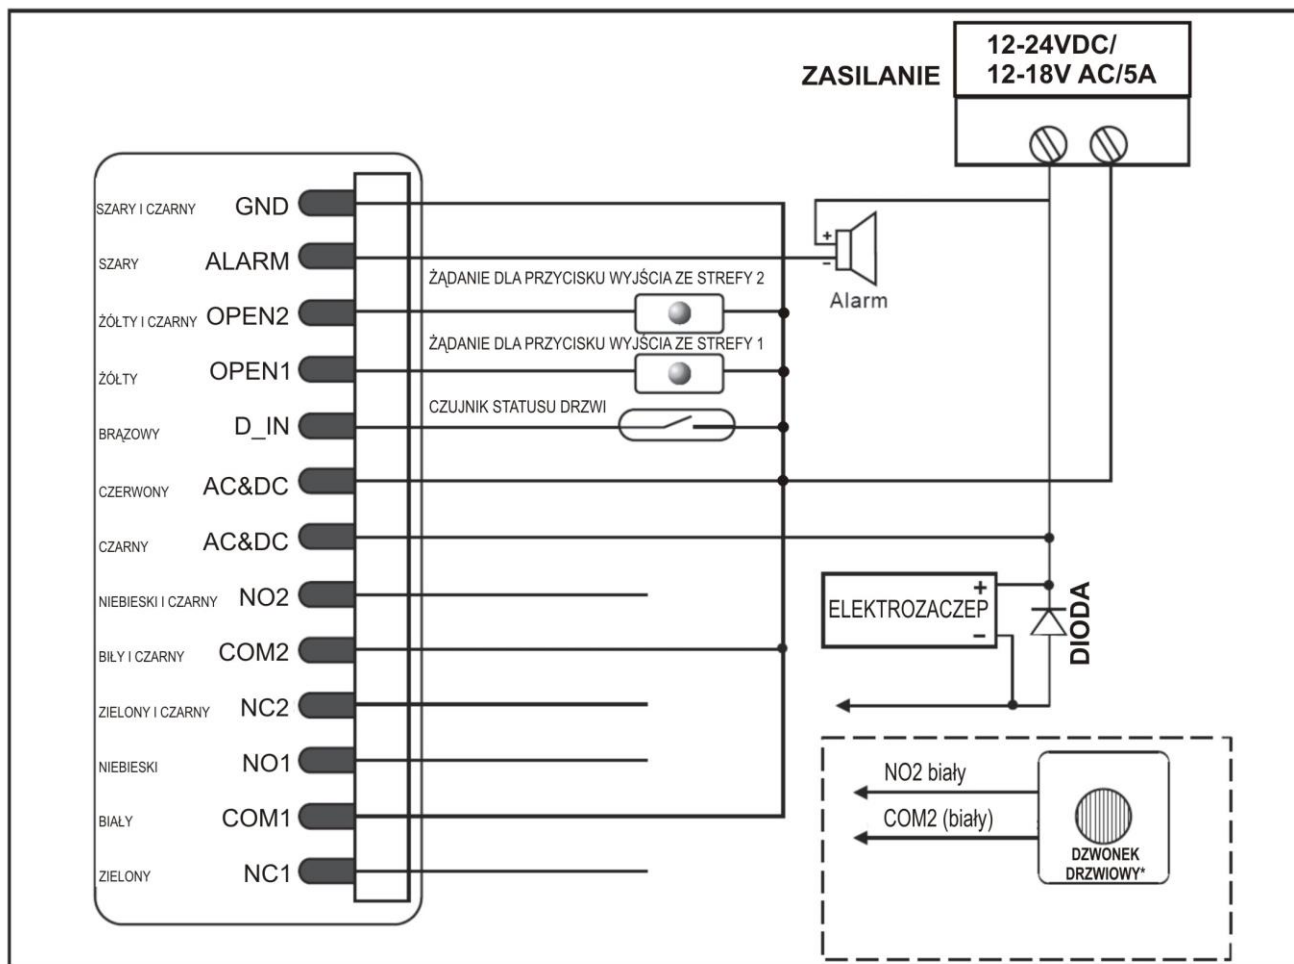 12-24VDC/
12-18V AC/5A
ZASILANIE
SZARY I CZARNY GND
SZARY ALARM
ŻĄDANIE DLA PRZYCISKU WYJŚCIA ZE STREFY 2
+
-
Alarm
ŻÓŁTY I CZARNY OPEN2
ŻĄDANIE DLA PRZYCISKU WYJŚCIA ZE STREFY 1
ŻÓŁTY OPEN1
CZUJNIK STATUSU DRZWI
BRĄZOWY D_IN
CZERWONY AC&DC
CZARNY AC&DC
NIEBIESKI I CZARNY NO2
BIŁY I CZARNY COM2
ZIELONY I CZARNY NC2
NIEBIESKI NO1
BIAŁY COM1
ZIELONY NC1
+
ELEKTROZACZEP
-
DIODA
NO2 biały
COM2 (biały)
DZWONEK
DRZWIOWY*